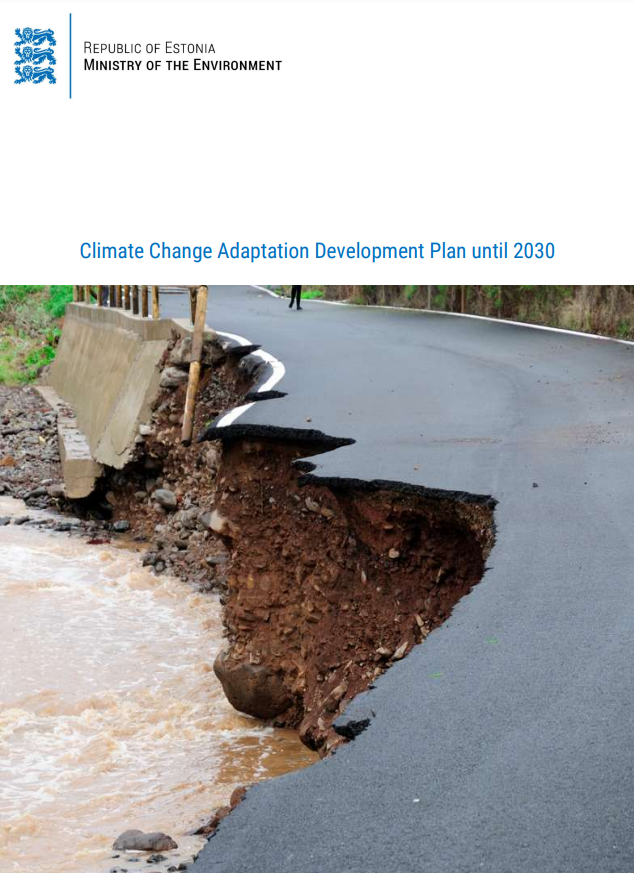 REPUBLIC OF ESTONIA
MINISTRY OF THE ENVIRONMENT
Climate Change Adaptation Development Plan until 2030